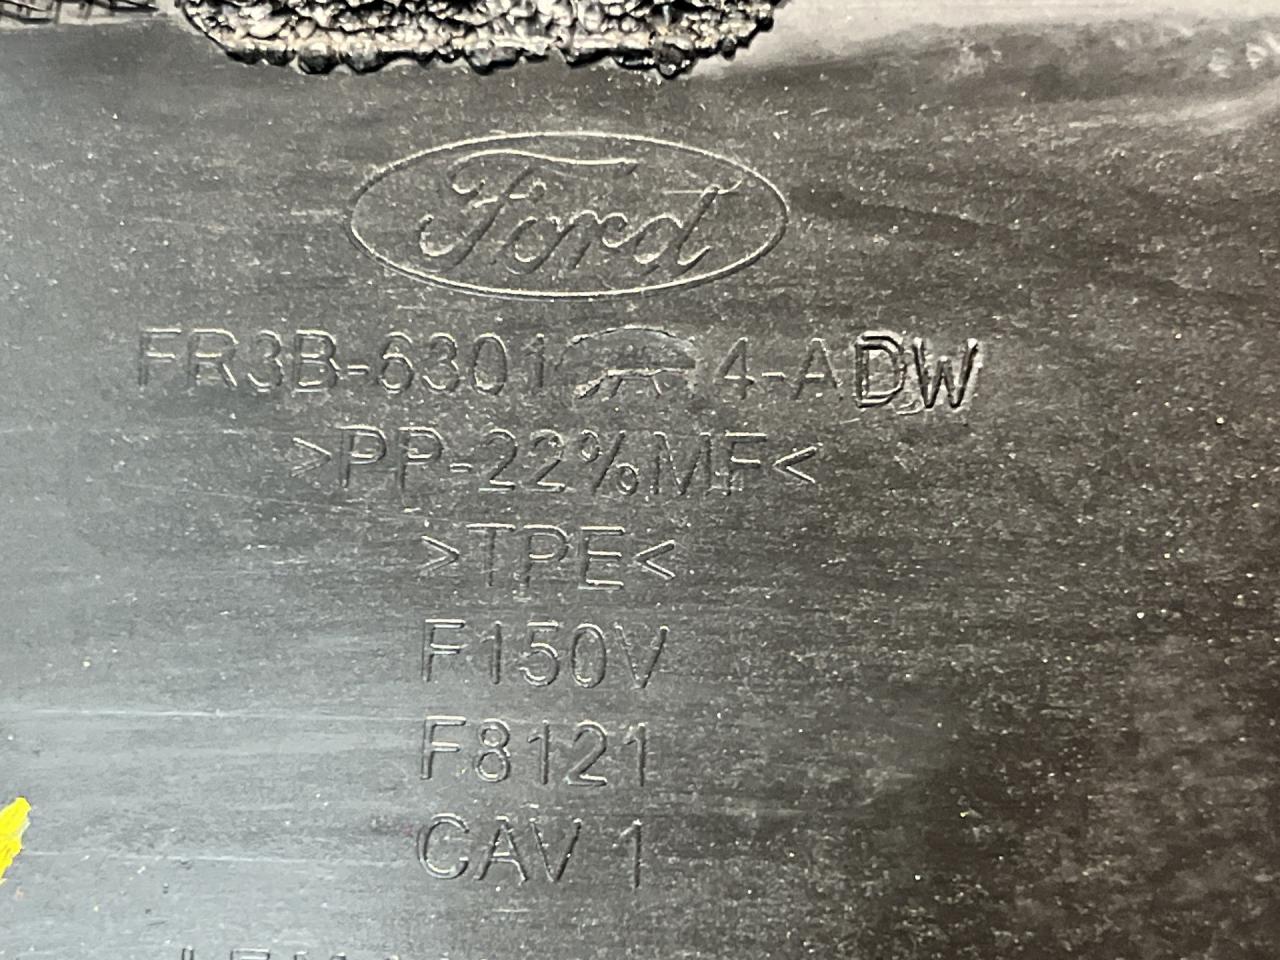 Ford
FR3B-6301 A 4-ADW
>PP-22%MF<
>TPE<
F150V
F8121
CAV 1